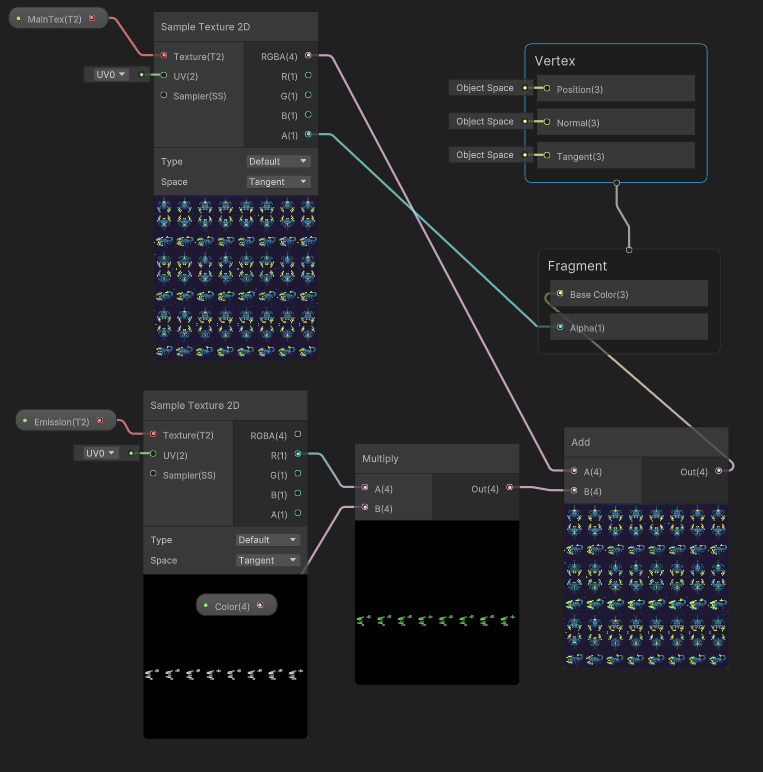 MainTex(T2)
Sample Texture 2D
Texture(T2)
RGBA(4)
UV0
UV(2)
R(1)
Sampler(SS)
G(1)
B(1)
A(1)
Type
Default
Space
Tangent
Vertex
Object Space
Position(3)
Object Space
Normal(3)
Object Space
Tangent(3)
Fragment
Base Color(3)
Alpha(1)
Emission(T2)
Sample Texture 2D
Texture(T2)
RGBA(4)
UV0
UV(2)
R(1)
Sampler(SS)
G(1)
B(1)
A(1)
Type
Default
Space
Tangent
Color(4)
Multiply
A(4)
Out(4)
B(4)
Add
A(4)
Out(4)
B(4)